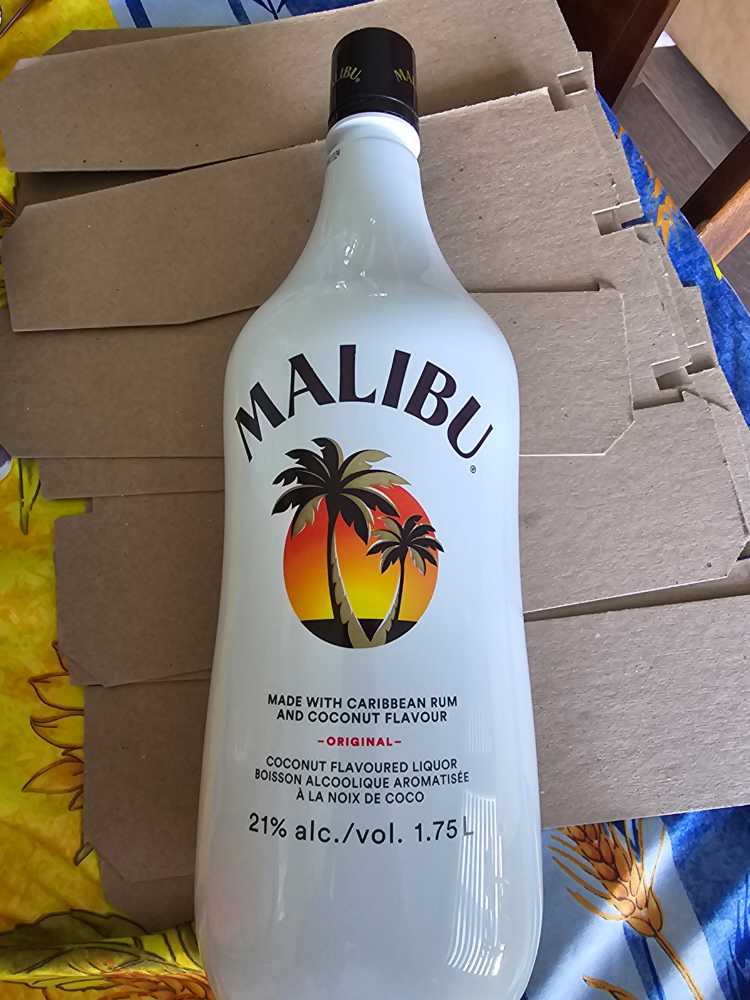 MALIBU
MALIBU®
MADE WITH CARIBBEAN RUM
AND COCONUT FLAVOUR
-ORIGINAL-
COCONUT FLAVOURED LIQUOR
BOISSON ALCOOLIQUE AROMATISÉE
À LA NOIX DE COCO
21% alc./vol. 1.75 L